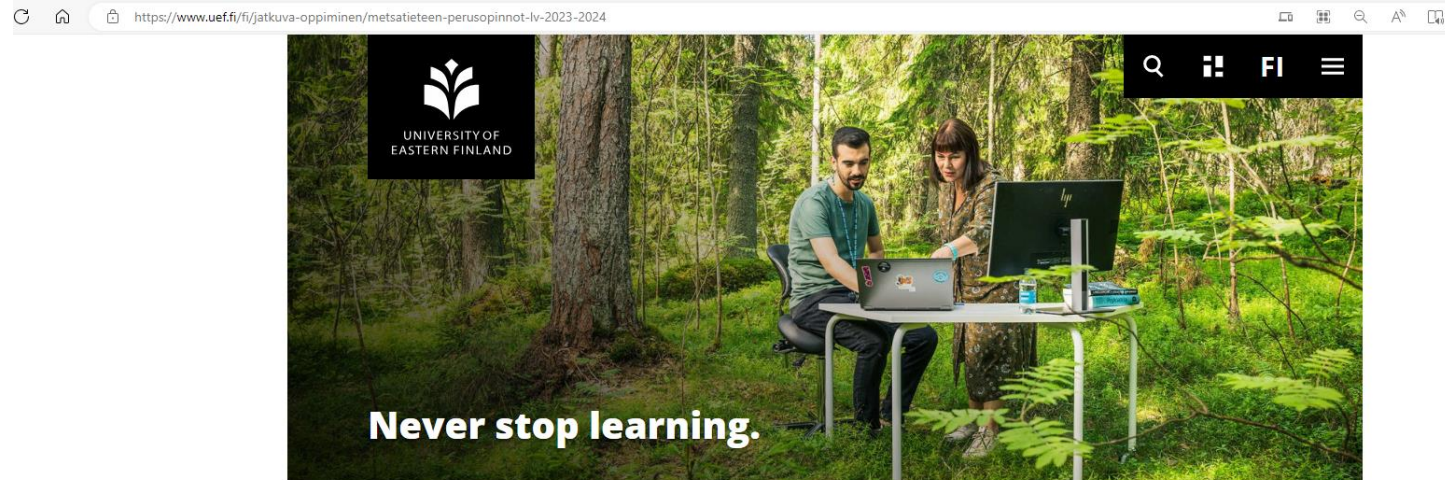 https://www.uef.fi/fi/jatkuva-oppiminen/metsatieteen-perusopinnot-lv-2023-2024
UNIVERSITY OF
EASTERN FINLAND
FI
hp
Never stop learning.